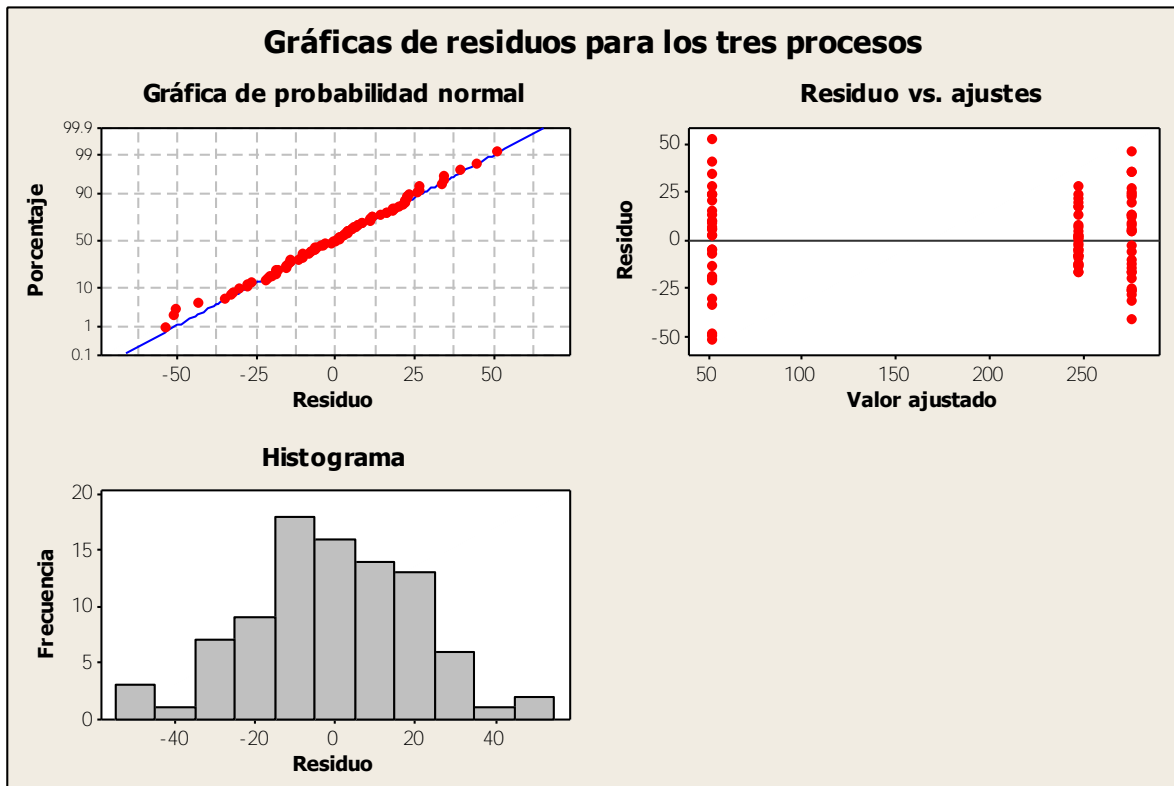 Gráficas de residuos para los tres procesos
Gráfica de probabilidad normal
Porcentaje
99.9
99
90
50
10
1
0.1
-50 -25 0 25 50
Residuo
Residuo vs. ajustes
Residuo
50
25
0
-25
-50
50 100 150 200 250
Valor ajustado
Histograma
Frecuencia
20
15
10
5
0
-40 -20 0 20 40
Residuo